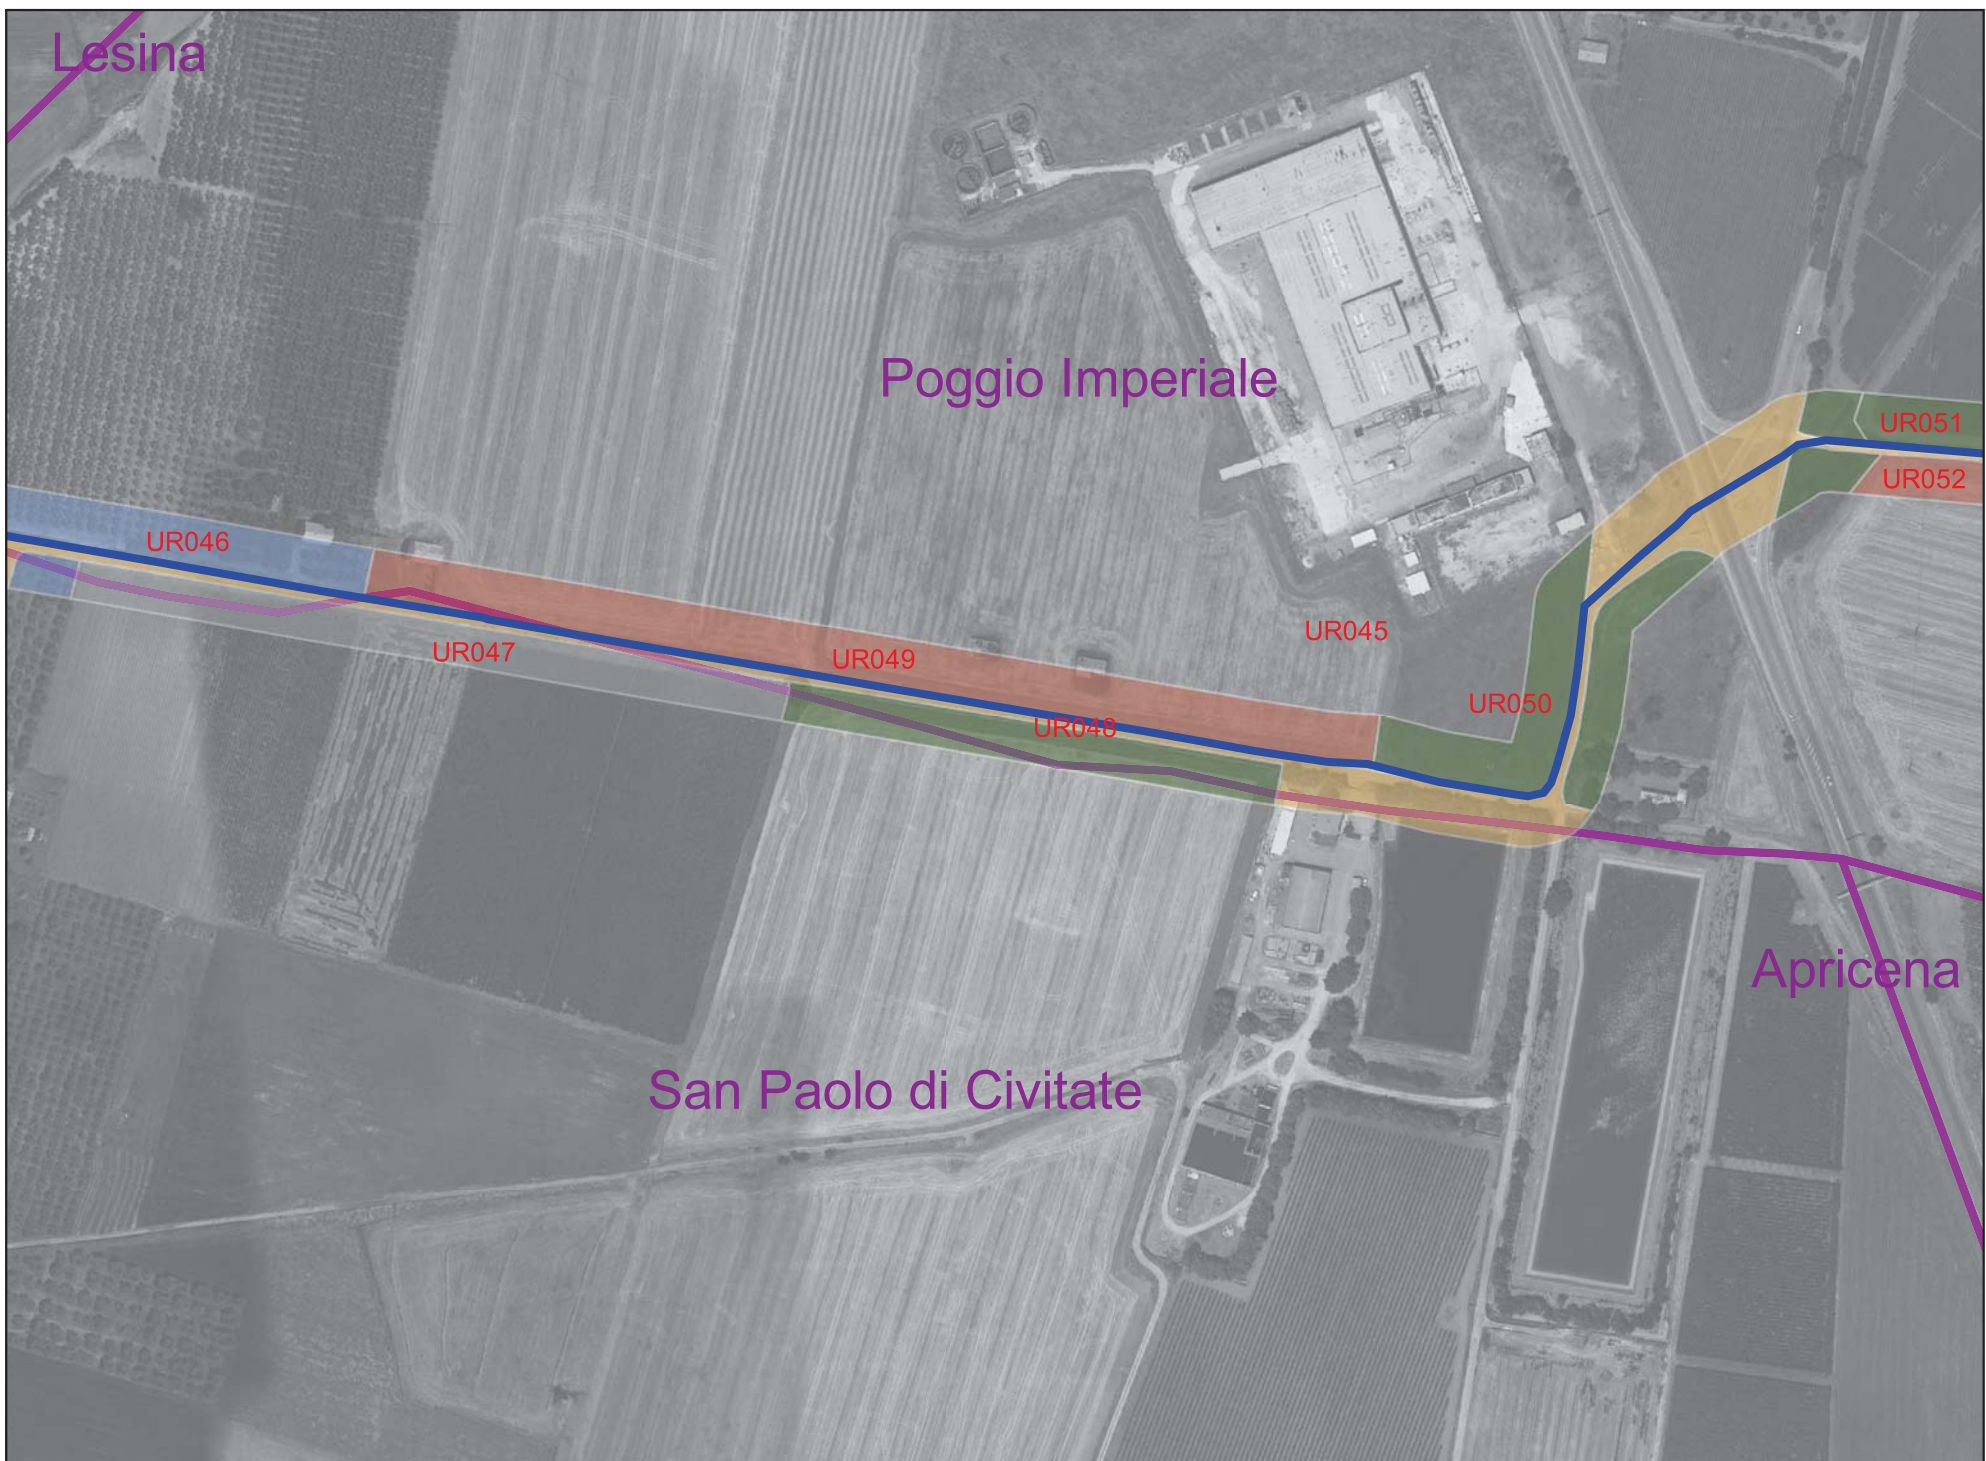 Lesina
Poggio Imperiale
UR051
UR052
UR046
UR045
UR047
UR049
UR050
UR048
Apricena
San Paolo di Civitate